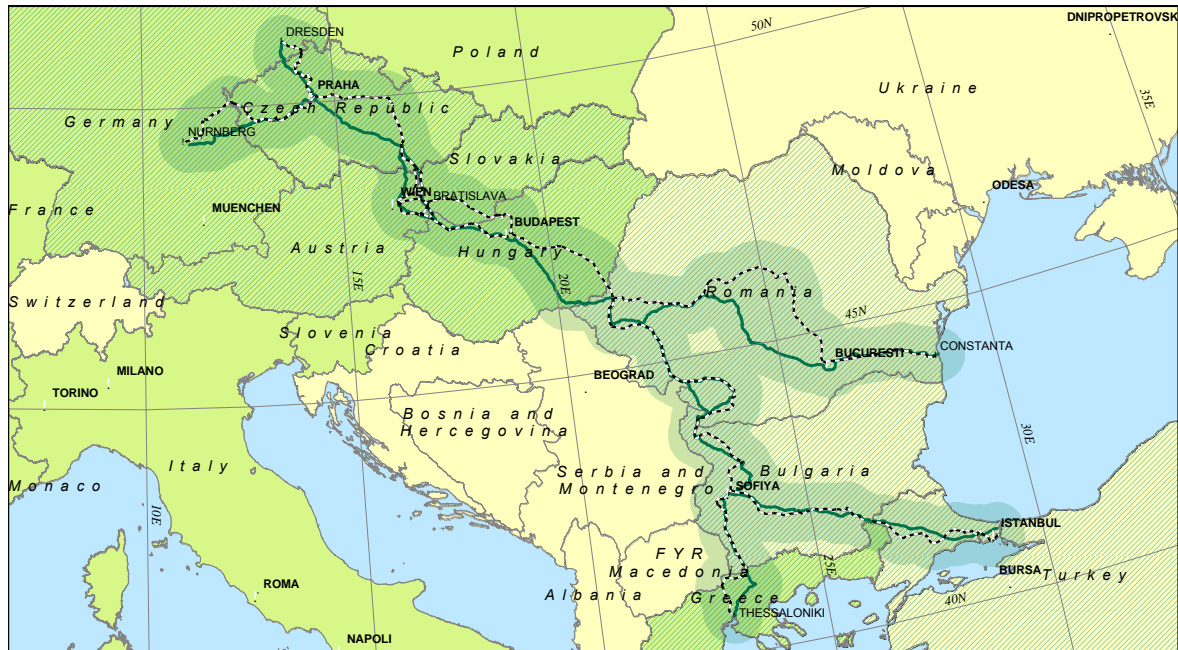 DNIPROPETROVSK
50N
DRESDEN
Poland
PRAHA
Ukraine
35E
Czech Republic
Germany
NURNBERG
Slovakia
Moldova
WIEN
BRATISLAVA
ODESA
France
MUENCHEN
BUDAPEST
Austria
Hungary
15E
20E
Romania
Switzerland
45N
Slovenia
Croatia
BUCURESTI
CONSTANTA
MILANO
BEOGRAD
TORINO
Bosnia and
Hercegovina
30E
Italy
Serbia and
Bulgaria
Monaco
Montenegro
SOFIYA
10E
ISTANBUL
FYR
Macedonia
25E
BURSA
Turkey
ROMA
Albania
Greece
40N
THESSALONIKI
NAPOLI